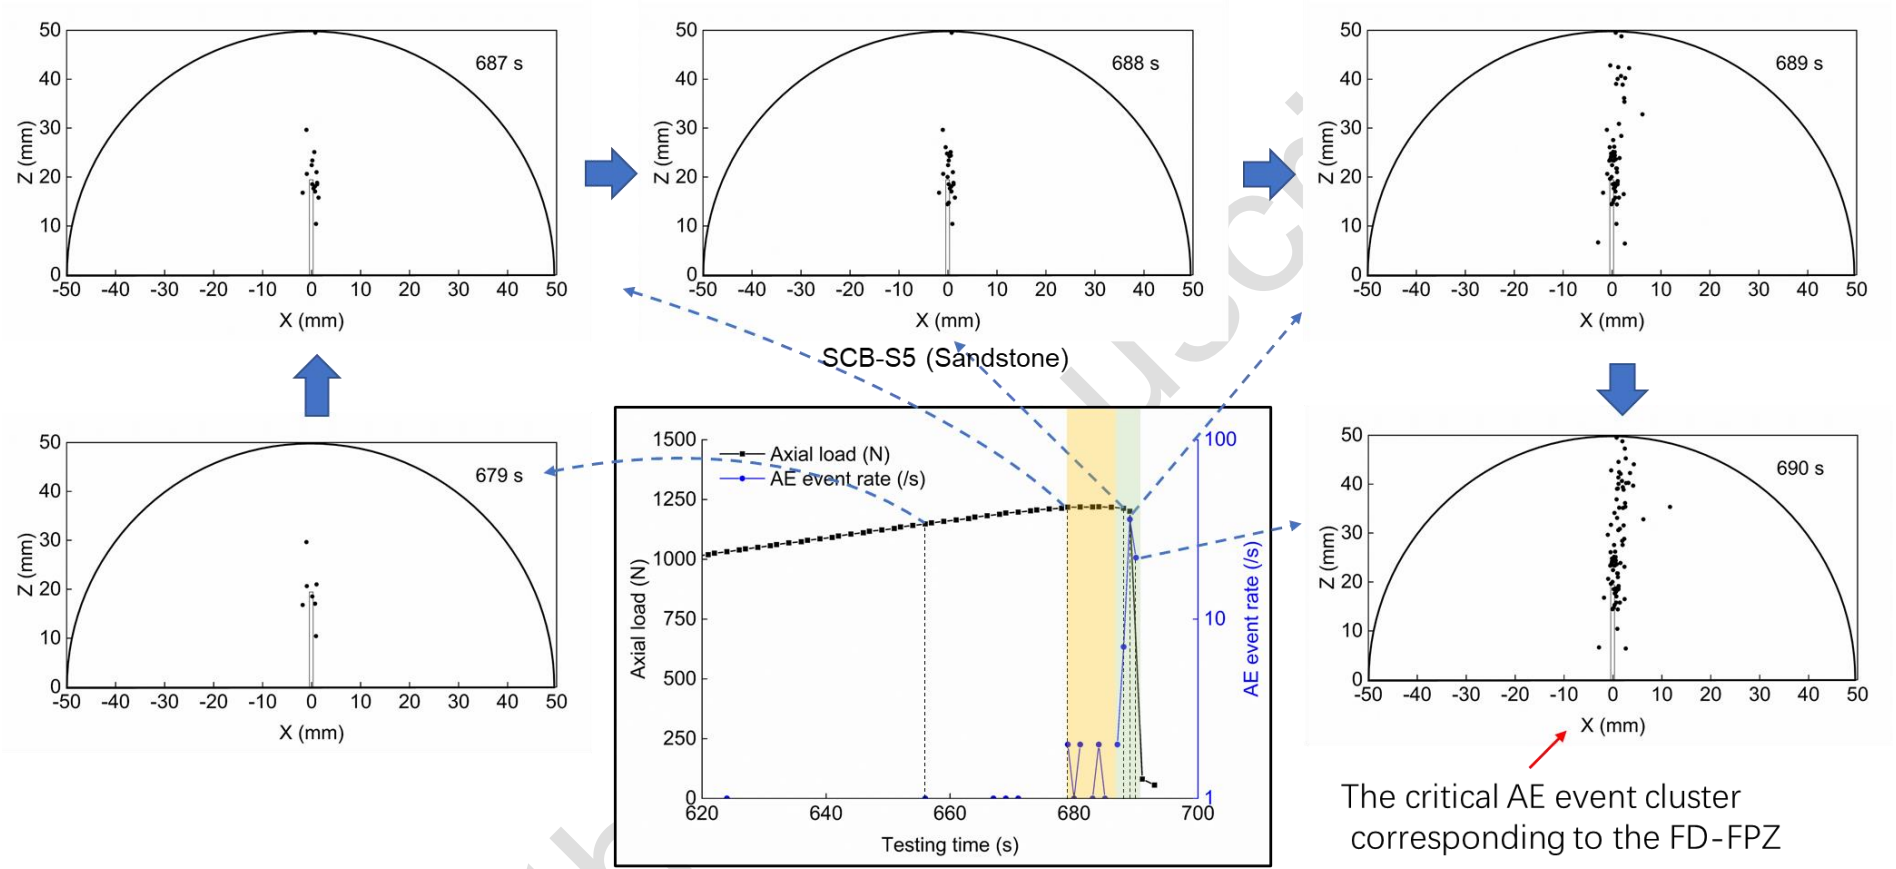 50
40
30
20
10
0
Z (mm)
687 s
-50 -40 -30 -20 -10 0 10 20 30 40 50
X (mm)
50
40
30
20
10
0
Z (mm)
688 s
-50 -40 -30 -20 -10 0 10 20 30 40 50
X (mm)
50
40
30
20
10
0
Z (mm)
689 s
-50 -40 -30 -20 -10 0 10 20 30 40 50
X (mm)
SCB-S5 (Sandstone)
50
40
30
20
10
0
Z (mm)
679 s
-50 -40 -30 -20 -10 0 10 20 30 40 50
X (mm)
1500
1250
1000
750
500
250
0
Axial load (N)
Axial load (N)
AE event rate (/s)
100
10
1
AE event rate (/s)
620 640 660 680 700
Testing time (s)
50
40
30
20
10
0
Z (mm)
690 s
-50 -40 -30 -20 -10 0 10 20 30 40 50
X (mm)
The critical AE event cluster
corresponding to the FD-FPZ